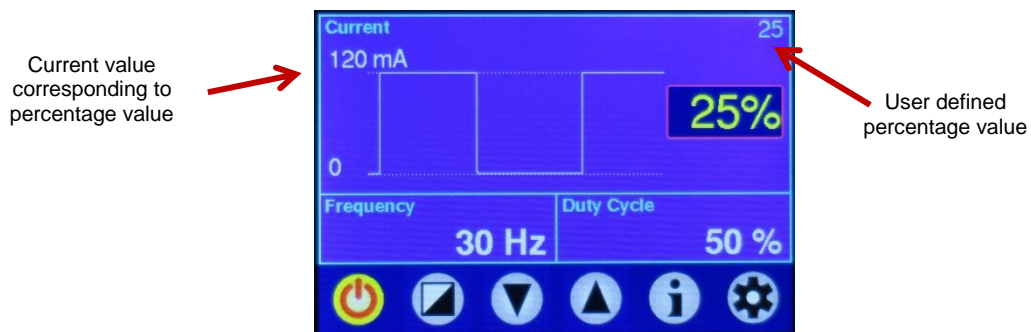 Current
25
120 mA
Current value
corresponding to
percentage value
25%
User defined
percentage value
0
Frequency
Duty Cycle
30 Hz
50 %
i